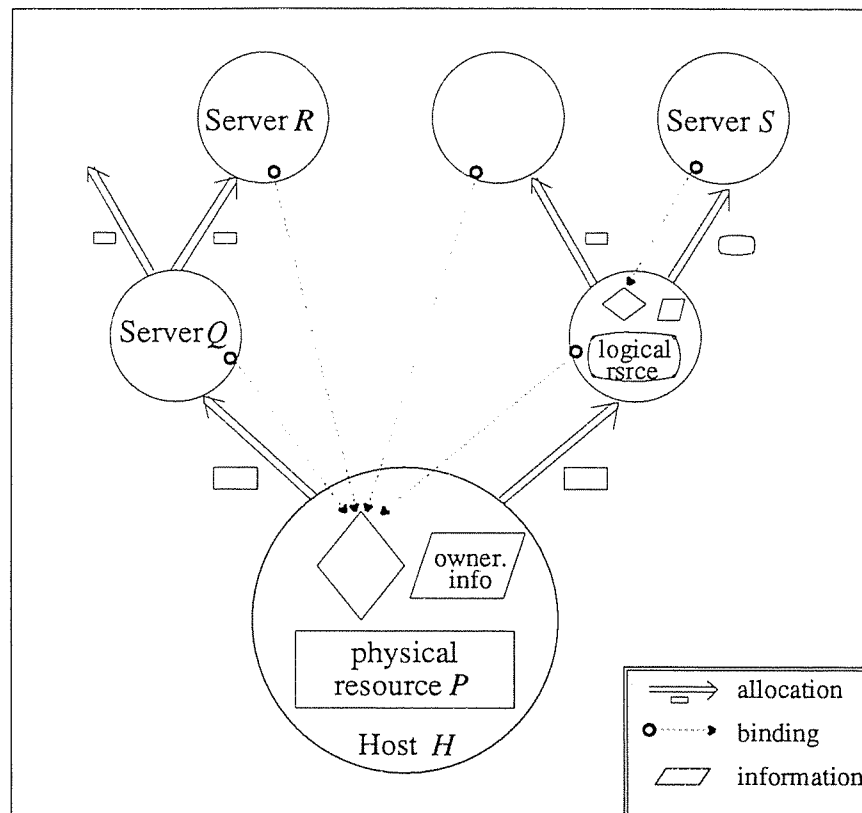 Server R
Server S
Server Q
logical
rsrce
owner.
info
physical
resource P
Host H
allocation
binding
information